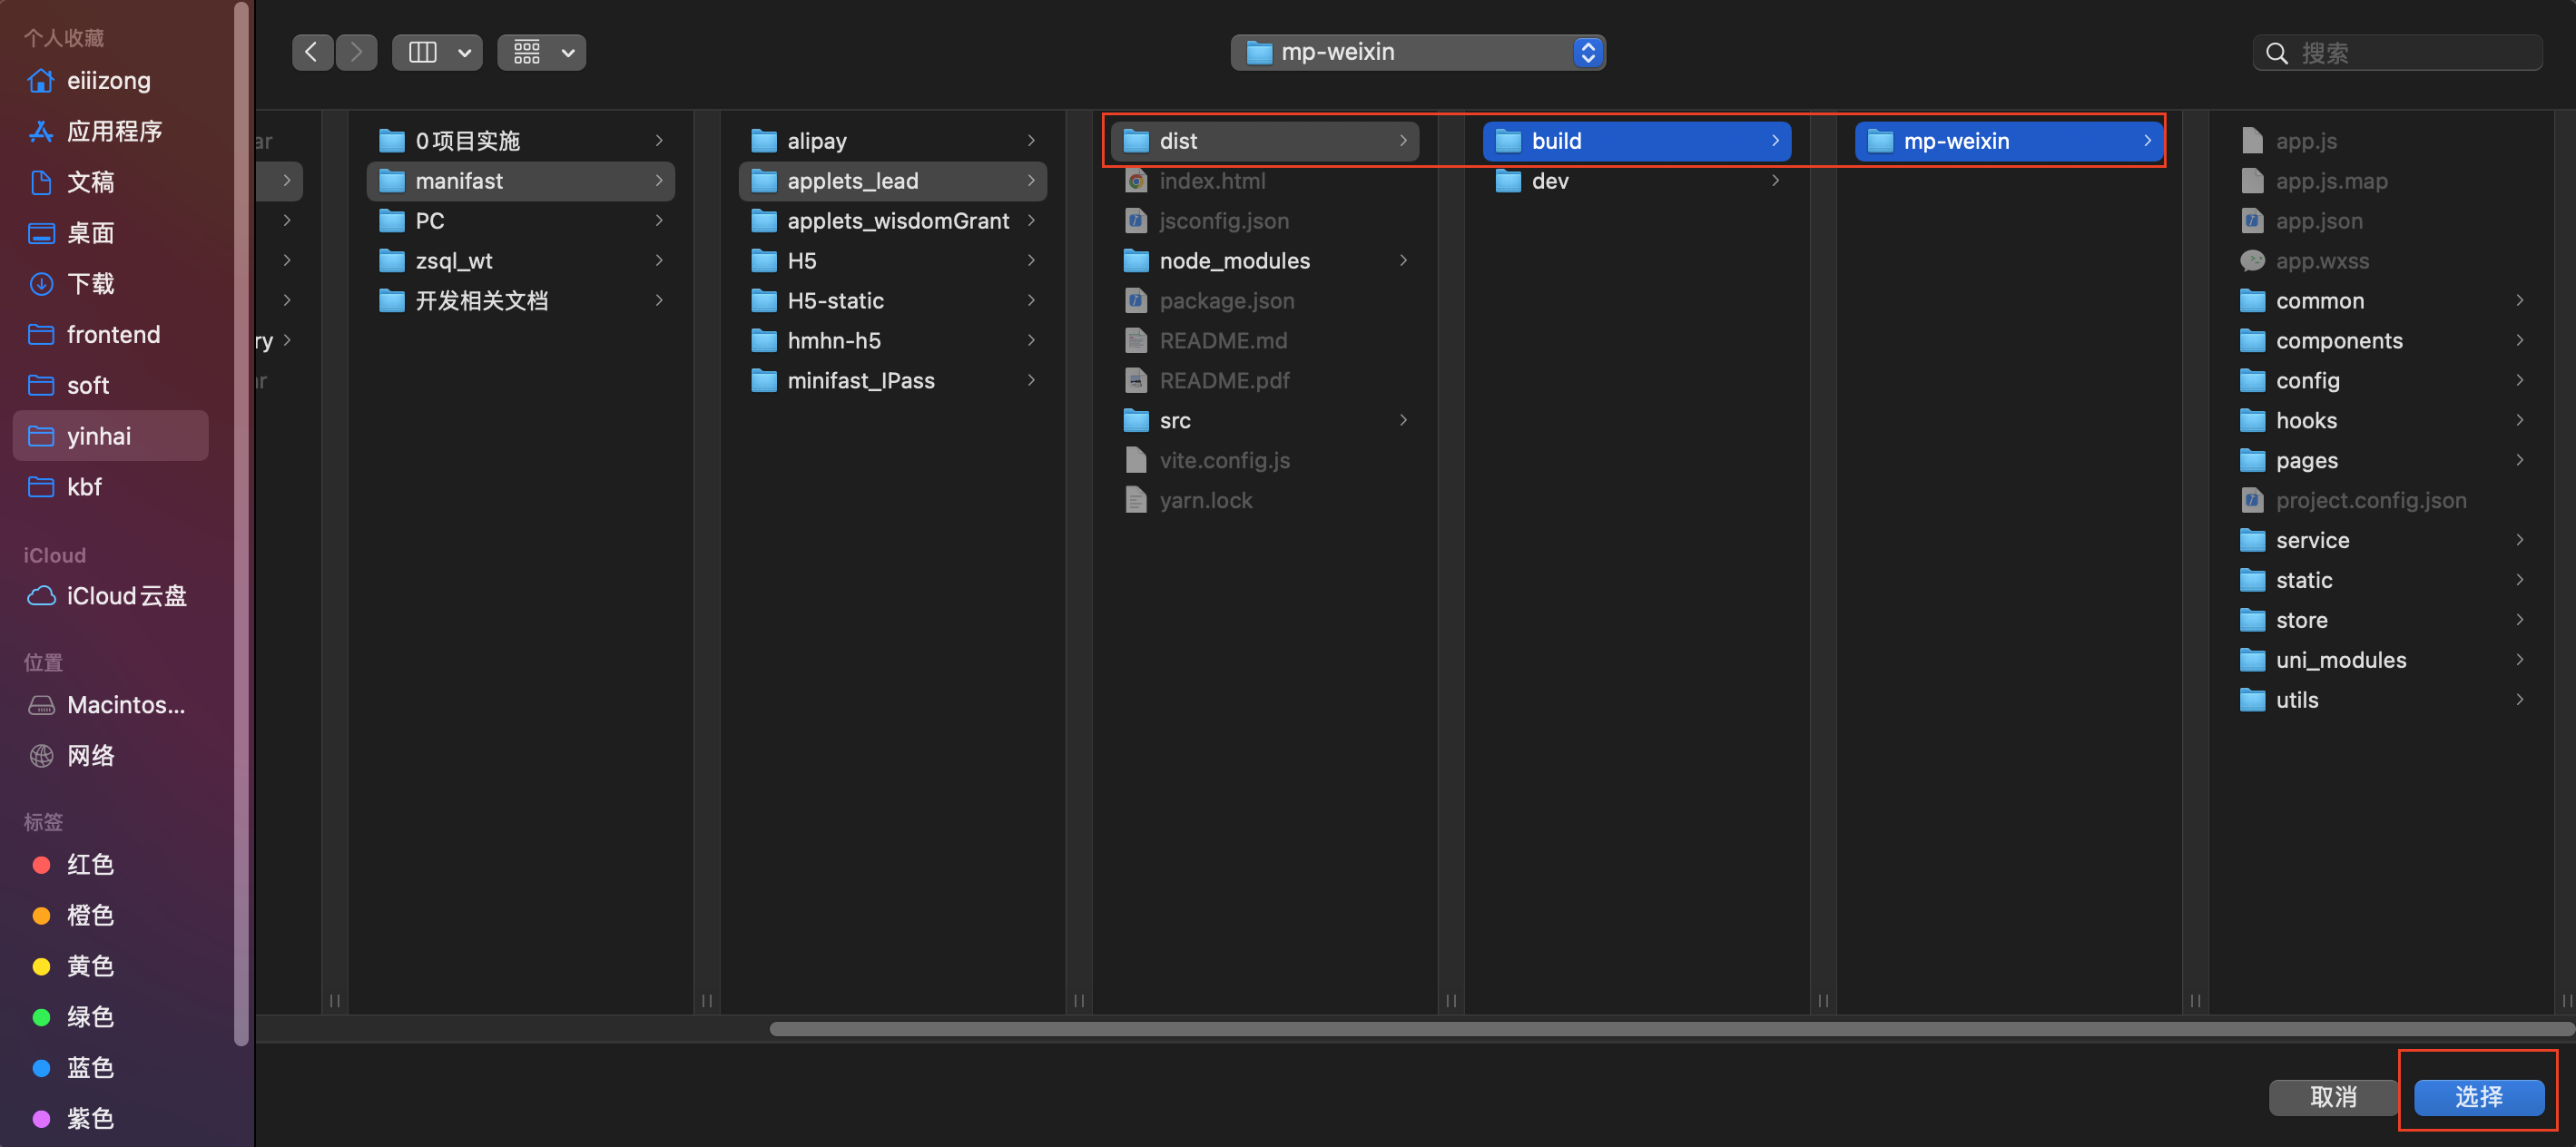 个人收藏
eiiizong
应用程序
文稿
桌面
下载
frontend
soft
yinhai
kbf
iCloud
iCloud云盘
位置
Macintos...
网络
标签
红色
橙色
黄色
绿色
蓝色
紫色
mp-weixin
搜索
ar
ry
0项目实施
manifast
PC
zsql_wt
开发相关文档
alipay
applets_lead
applets_wisdomGrant
H5
H5-static
hmhn-h5
minifast_IPass
dist
index.html
jsconfig.json
node_modules
package.json
README.md
README.pdf
src
vite.config.js
yarn.lock
build
dev
mp-weixin
app.js
app.js.map
app.json
app.wxss
common
components
config
hooks
pages
project.config.json
service
static
store
uni_modules
utils
取消
选择